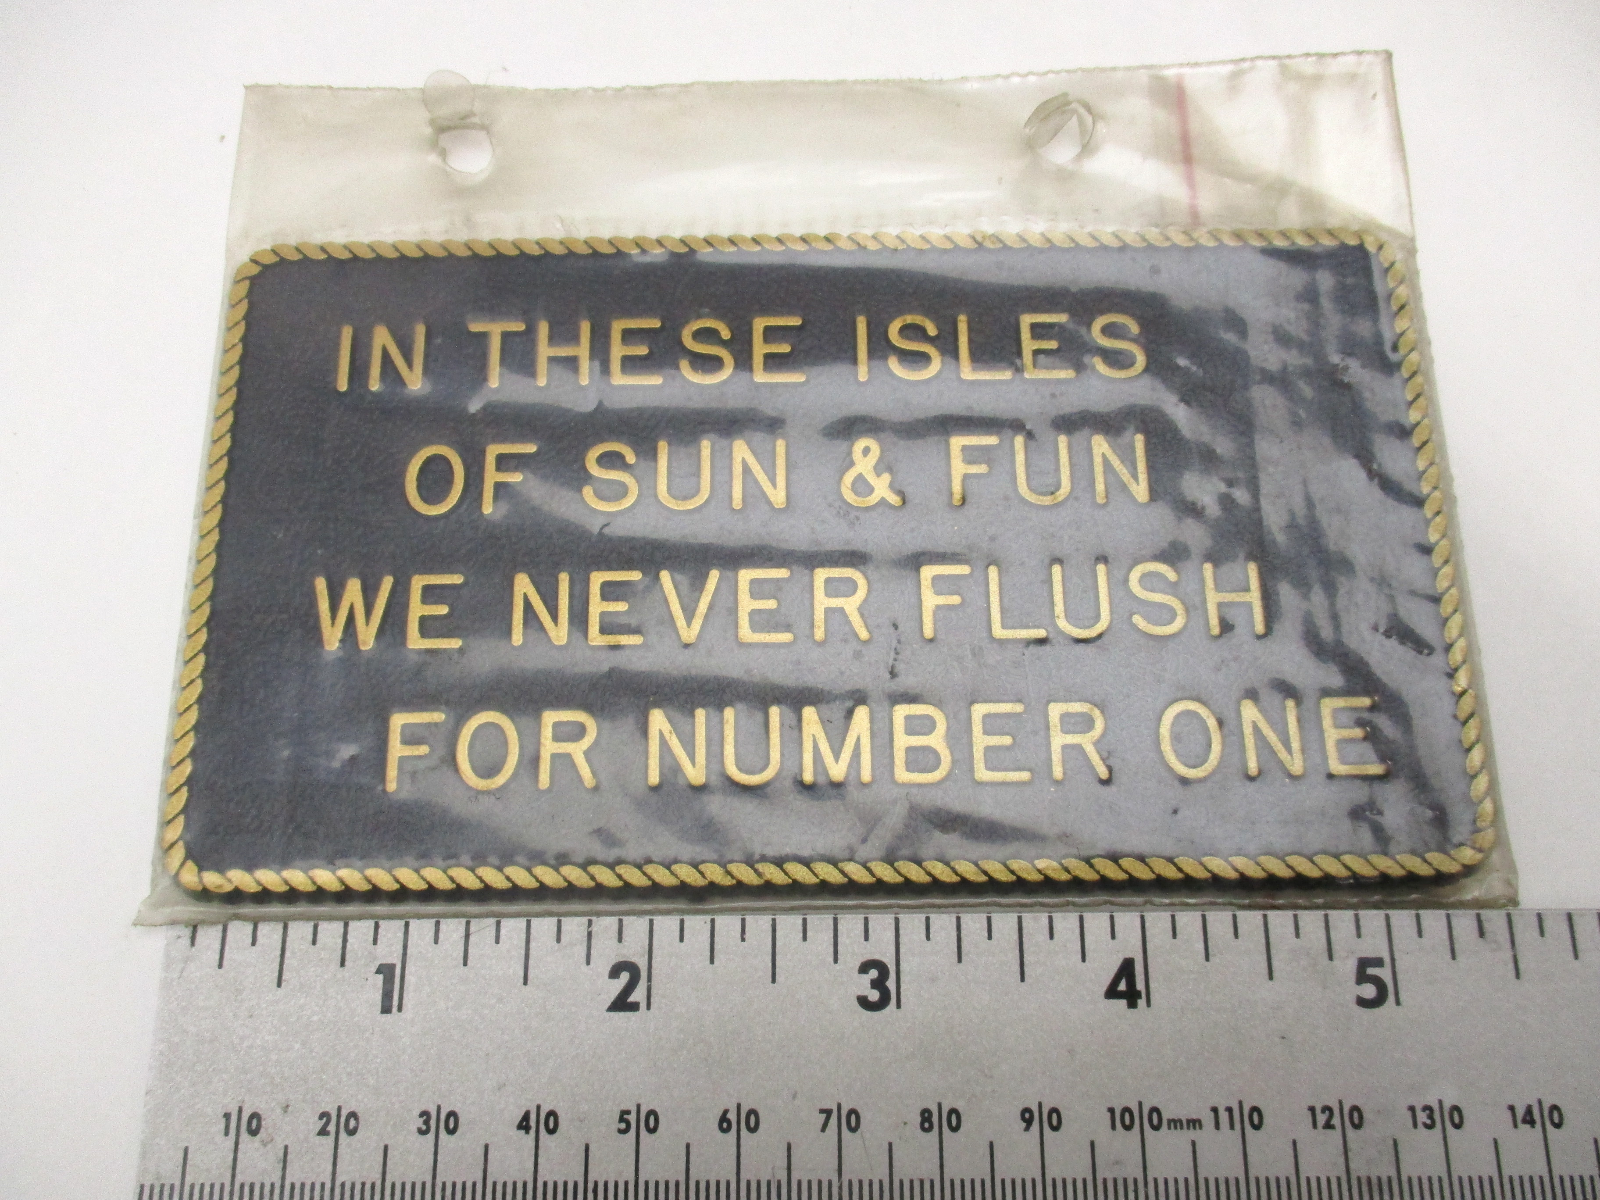 IN THESE ISLES
OF SUN & FUN
WE NEVER FLUSH
FOR NUMBER ONE
1 2 3 4 5
10 20 30 40 50 60 70 80 90 100mm 110 120 130 140